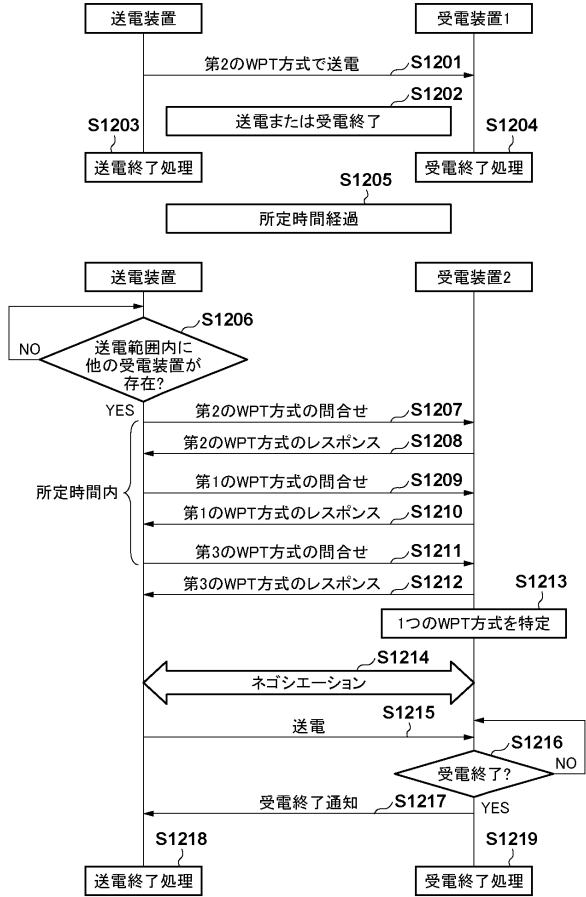 送電装置
受電装置1
第2のWPT方式で送電
S1201
S1202
送電または受電終了
S1203
S1204
送電終了処理
受電終了処理
S1205
所定時間経過
送電装置
受電装置2
S1206
NO
送電範囲内に
他の受電装置が
存在?
YES
第2のWPT方式の問合せ
S1207
第2のWPT方式のレスポンス
S1208
所定時間内
第1のWPT方式の問合せ
S1209
第1のWPT方式のレスポンス
S1210
第3のWPT方式の問合せ
S1211
第3のWPT方式のレスポンス
S1212
S1213
1つのWPT方式を特定
S1214
ネゴシエーション
送電
S1215
S1216
受電終了?
NO
YES
受電終了通知
S1217
S1218
S1219
送電終了処理
受電終了処理